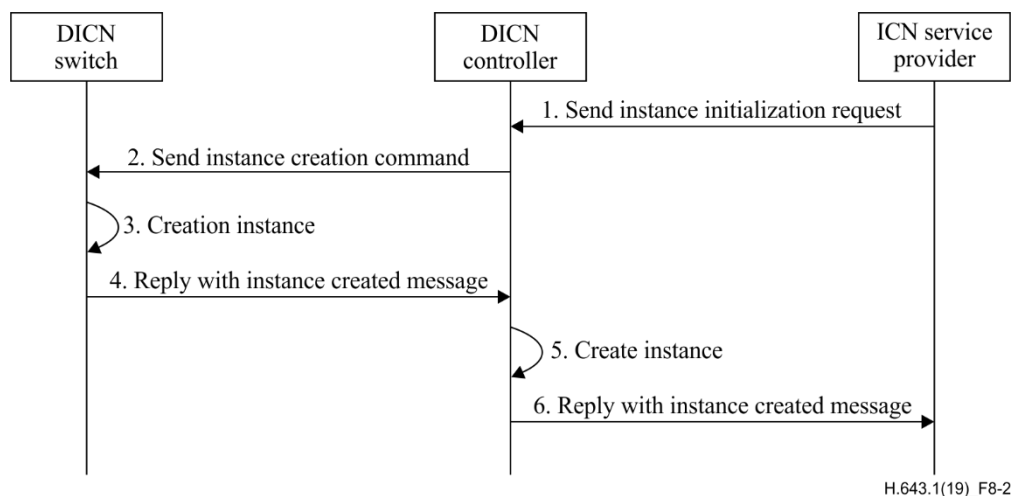 DICN
switch
DICN
controller
ICN service
provider
1. Send instance initialization request
2. Send instance creation command
3. Creation instance
4. Reply with instance created message
5. Create instance
6. Reply with instance created message
H.643.1(19)_F8-2